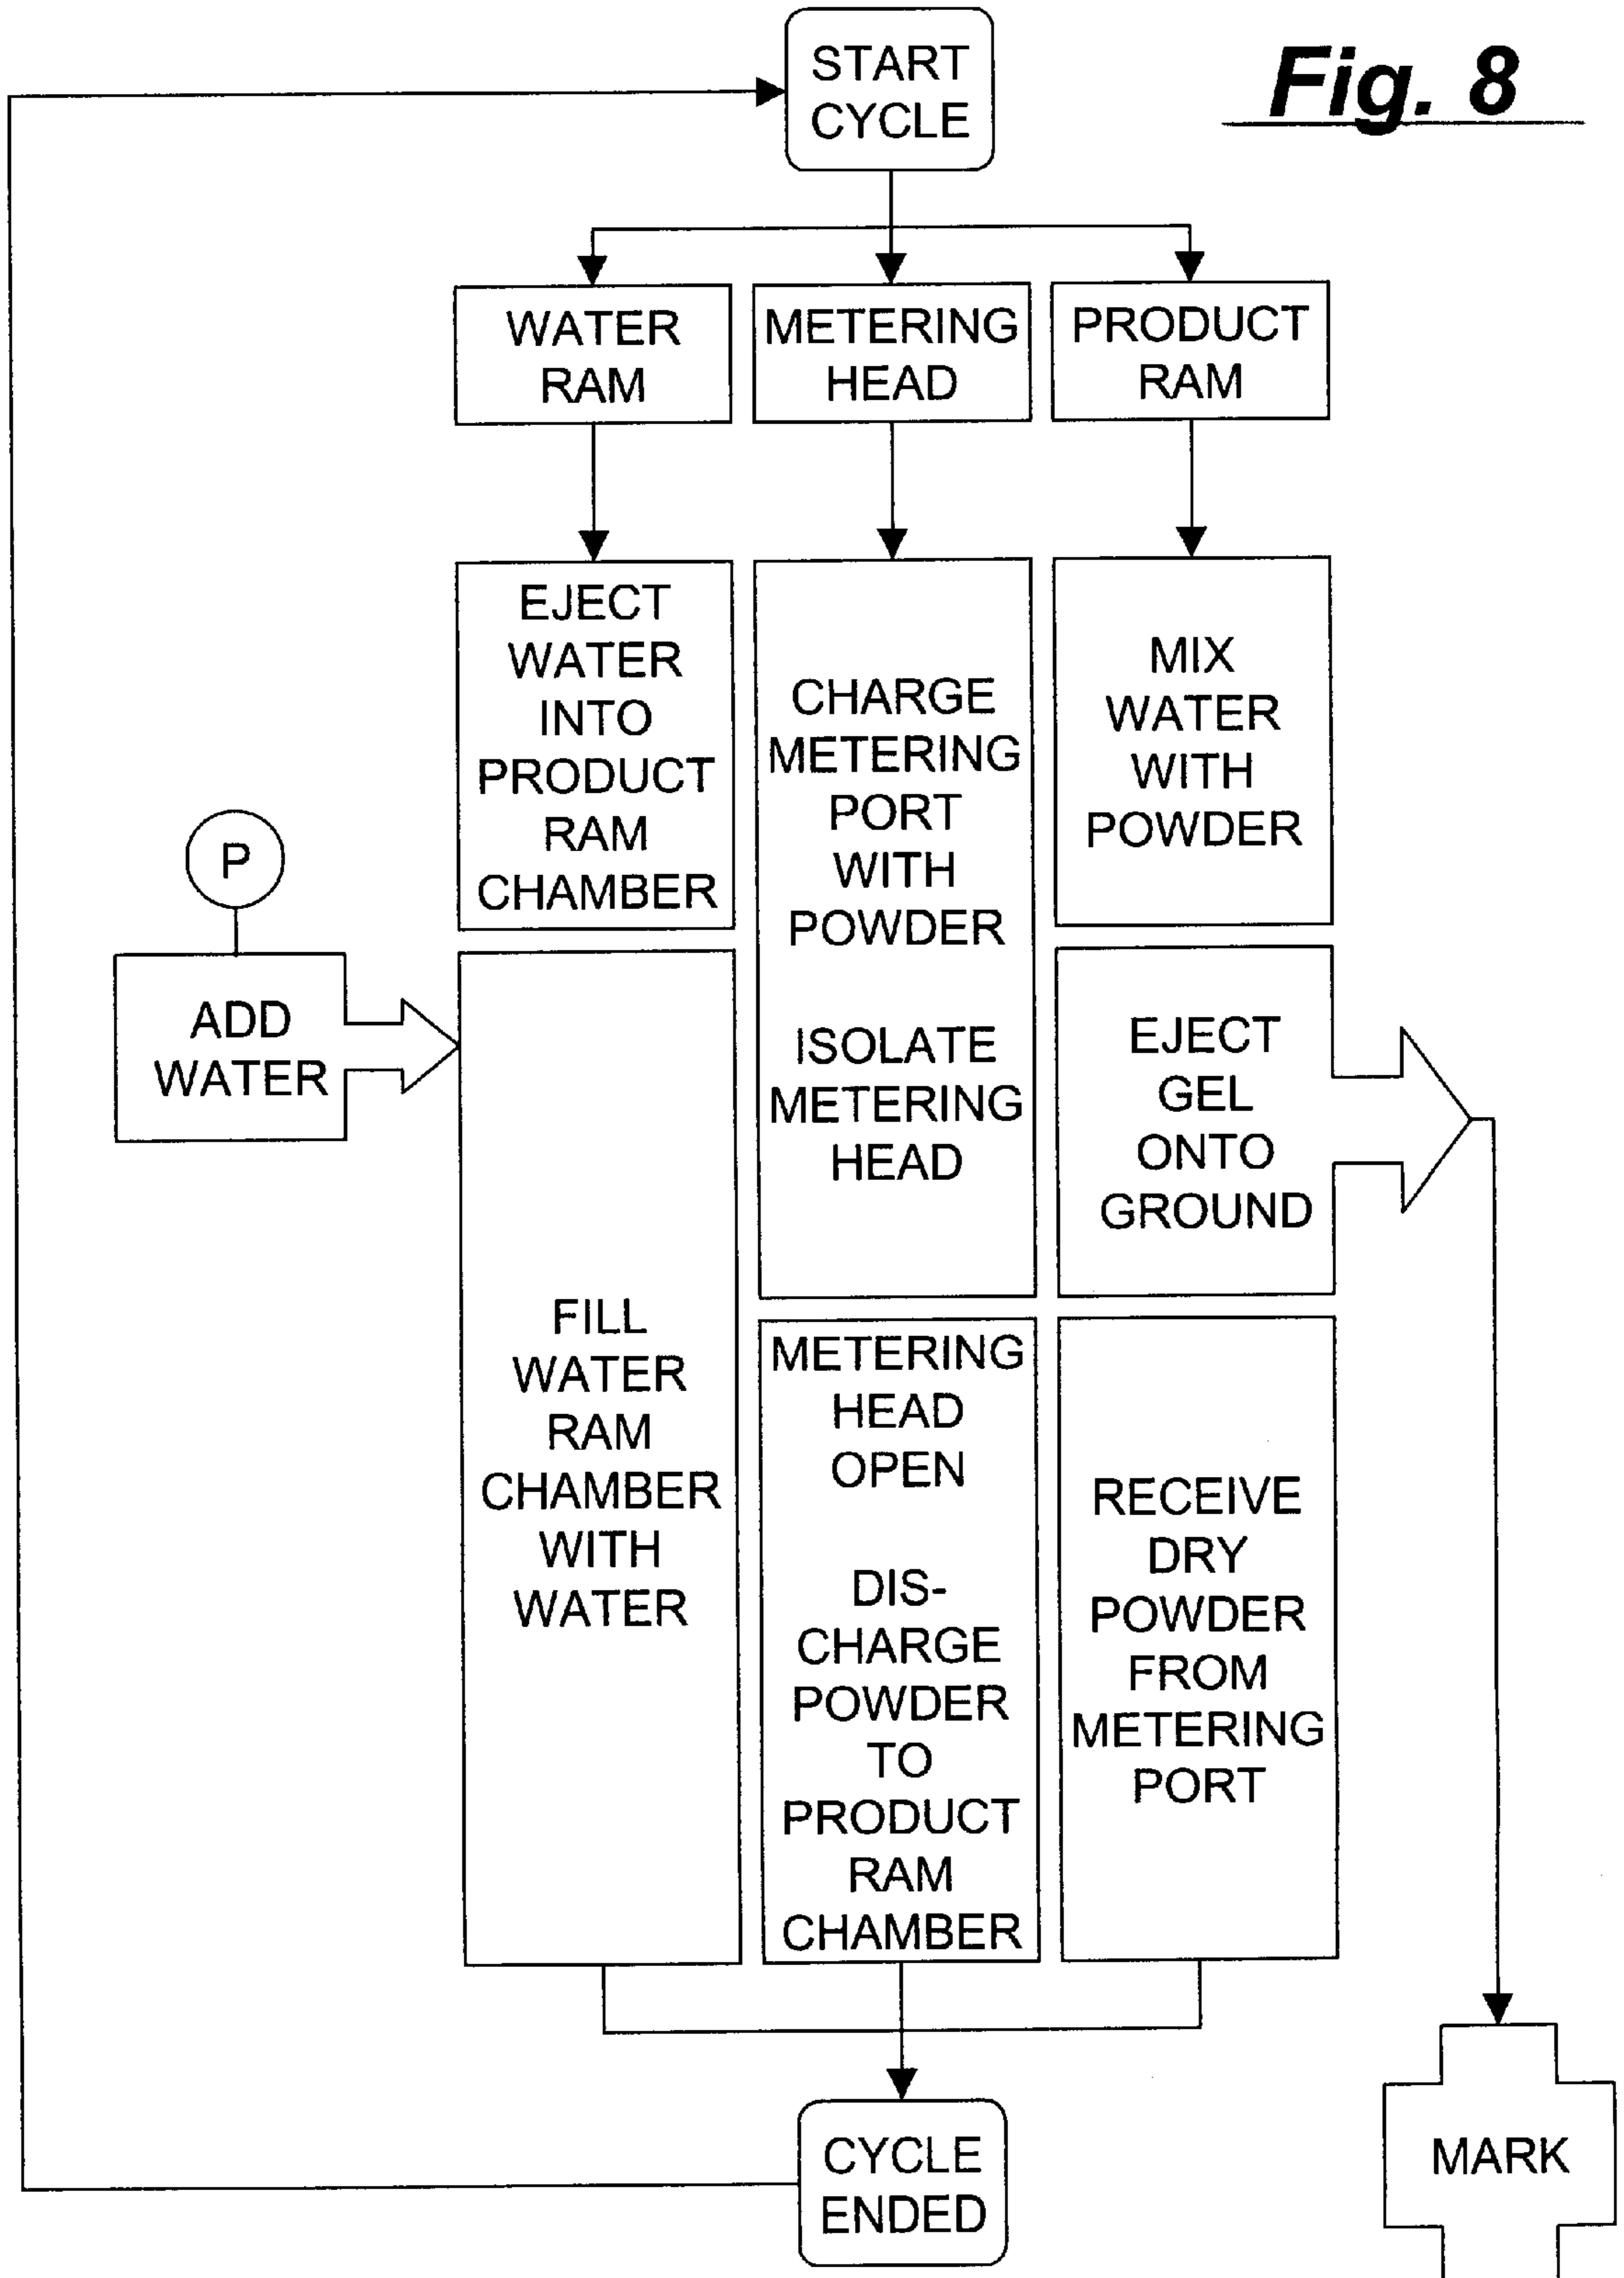 START
CYCLE
Fig. 8
WATER
RAM
METERING
HEAD
PRODUCT
RAM
EJECT
WATER
INTO
PRODUCT
RAM
CHAMBER
CHARGE
METERING
PORT
WITH
POWDER
ISOLATE
METERING
HEAD
MIX
WATER
WITH
POWDER
P
ADD
WATER
FILL
WATER
RAM
CHAMBER
WITH
WATER
EJECT
GEL
ONTO
GROUND
METERING
HEAD
OPEN
DIS-
CHARGE
POWDER
TO
PRODUCT
RAM
CHAMBER
RECEIVE
DRY
POWDER
FROM
METERING
PORT
CYCLE
ENDED
MARK